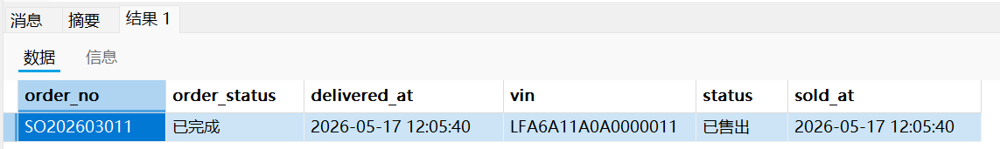 消息 摘要 结果 1
数据 信息
order_no order_status delivered_at vin status sold_at
SO202603011 已完成 2026-05-17 12:05:40 LFA6A11A0A0000011 已售出 2026-05-17 12:05:40